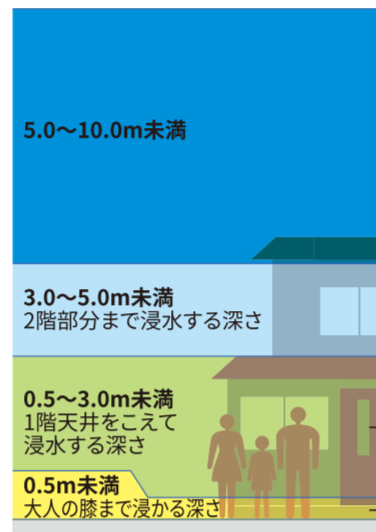 5.0〜10.0m未満
3.0〜5.0m未満
2階部分まで浸水する深さ
0.5〜3.0m未満
1階天井をこえて
浸水する深さ
0.5m未満
大人の膝まで浸かる深さ